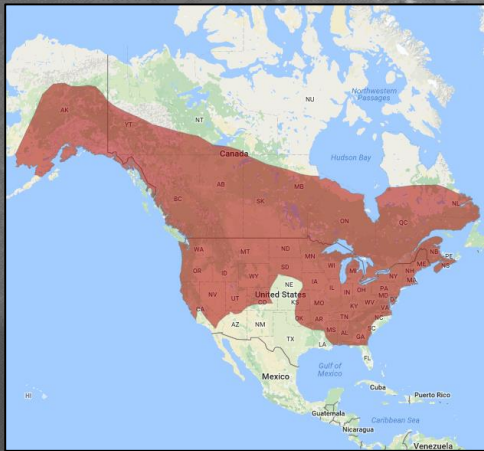 Northwestern
Passages
NU
AK
YT
NT
Canada
Hudson Bay
AB
MB
SK
BC
ON
QC
NL
WA
MT
ND
MN
NB
PE
NS
ME
OR
ID
SD
WI
MI
NY
NH
MA
WY
IA
IL
IN
OH
PA
MD
NE
NV
UT
CO
United States
KS
MO
KY
WV
VA
CA
AZ
NM
OK
AR
TN
NC
MS
AL
GA
SC
TX
LA
FL
Gulf of
Mexico
Mexico
HI
Cuba
Puerto Rico
Guatemala
Nicaragua
Caribbean Sea
Venezuela